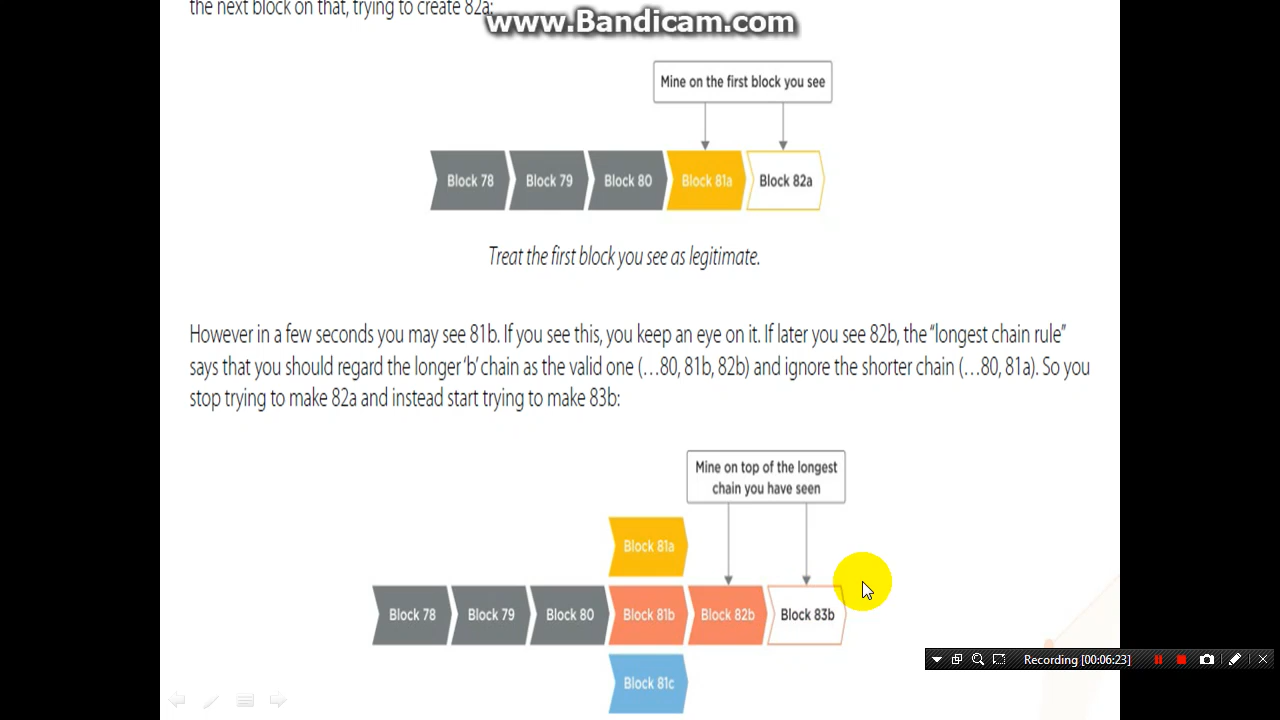 the next block on that, trying to create 82a:
www.Bandicam.com
Mine on the first block you see
Block 78
Block 79
Block 80
Block 81a
Block 82a
Treat the first block you see as legitimate.
However in a few seconds you may see 81b. If you see this, you keep an eye on it. If later you see 82b, the “longest chain rule”
says that you should regard the longer ‘b’ chain as the valid one (…80, 81b, 82b) and ignore the shorter chain (…80, 81a). So you
stop trying to make 82a and instead start trying to make 83b:
Mine on top of the longest
chain you have seen
Block 81a
Block 78
Block 79
Block 80
Block 81b
Block 82b
Block 83b
Block 81c
Recording [00:06:23]